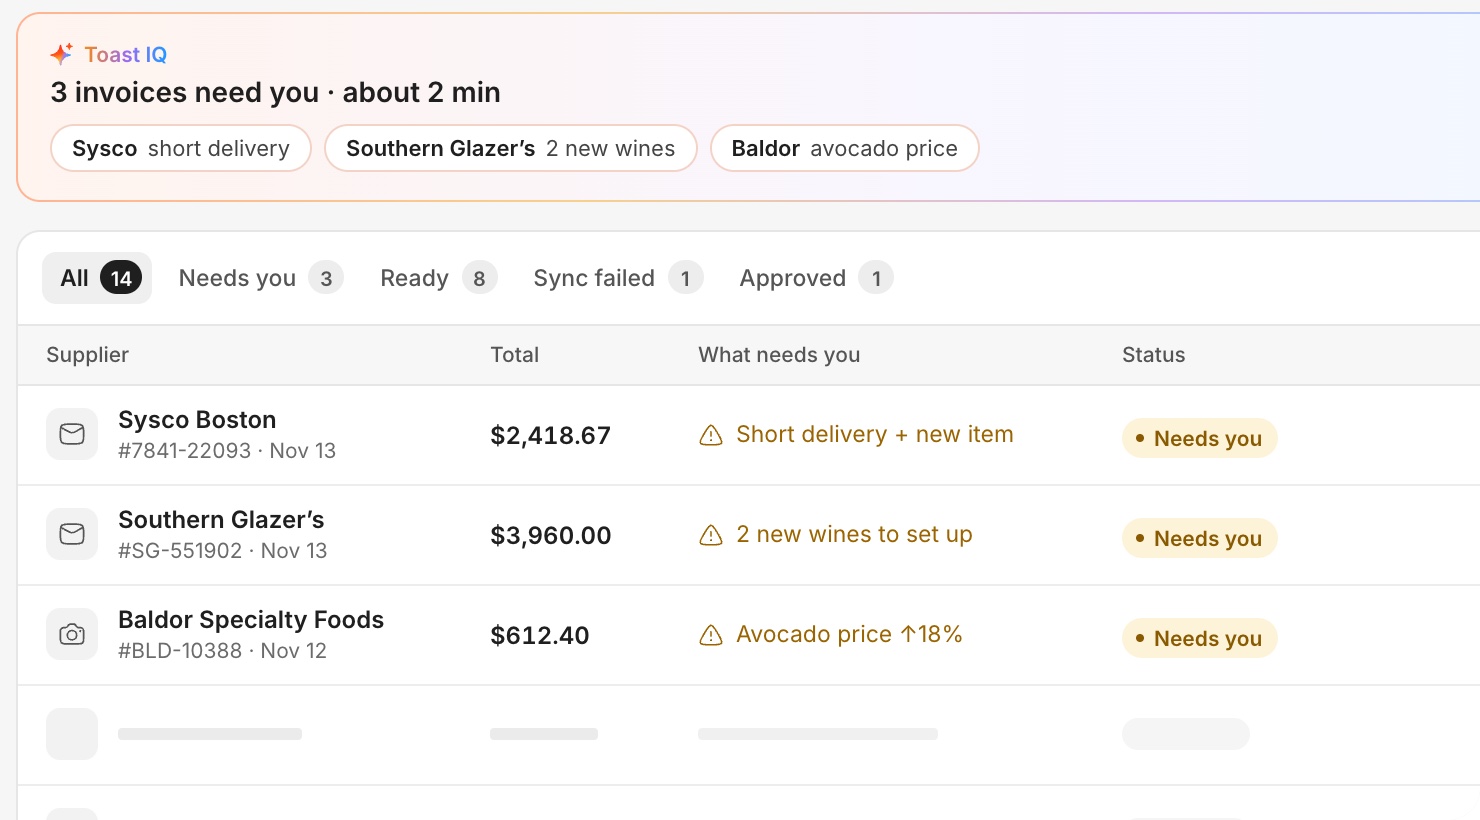 Toast IQ
3 invoices need you · about 2 min
Sysco short delivery
Southern Glazer’s 2 new wines
Baldor avocado price
All 14
Needs you 3
Ready 8
Sync failed 1
Approved 1
Supplier Total What needs you Status
Sysco Boston
#7841-22093 · Nov 13
$2,418.67
Short delivery + new item
Needs you
Southern Glazer’s
#SG-551902 · Nov 13
$3,960.00
2 new wines to set up
Needs you
Baldor Specialty Foods
#BLD-10388 · Nov 12
$612.40
Avocado price ↑18%
Needs you